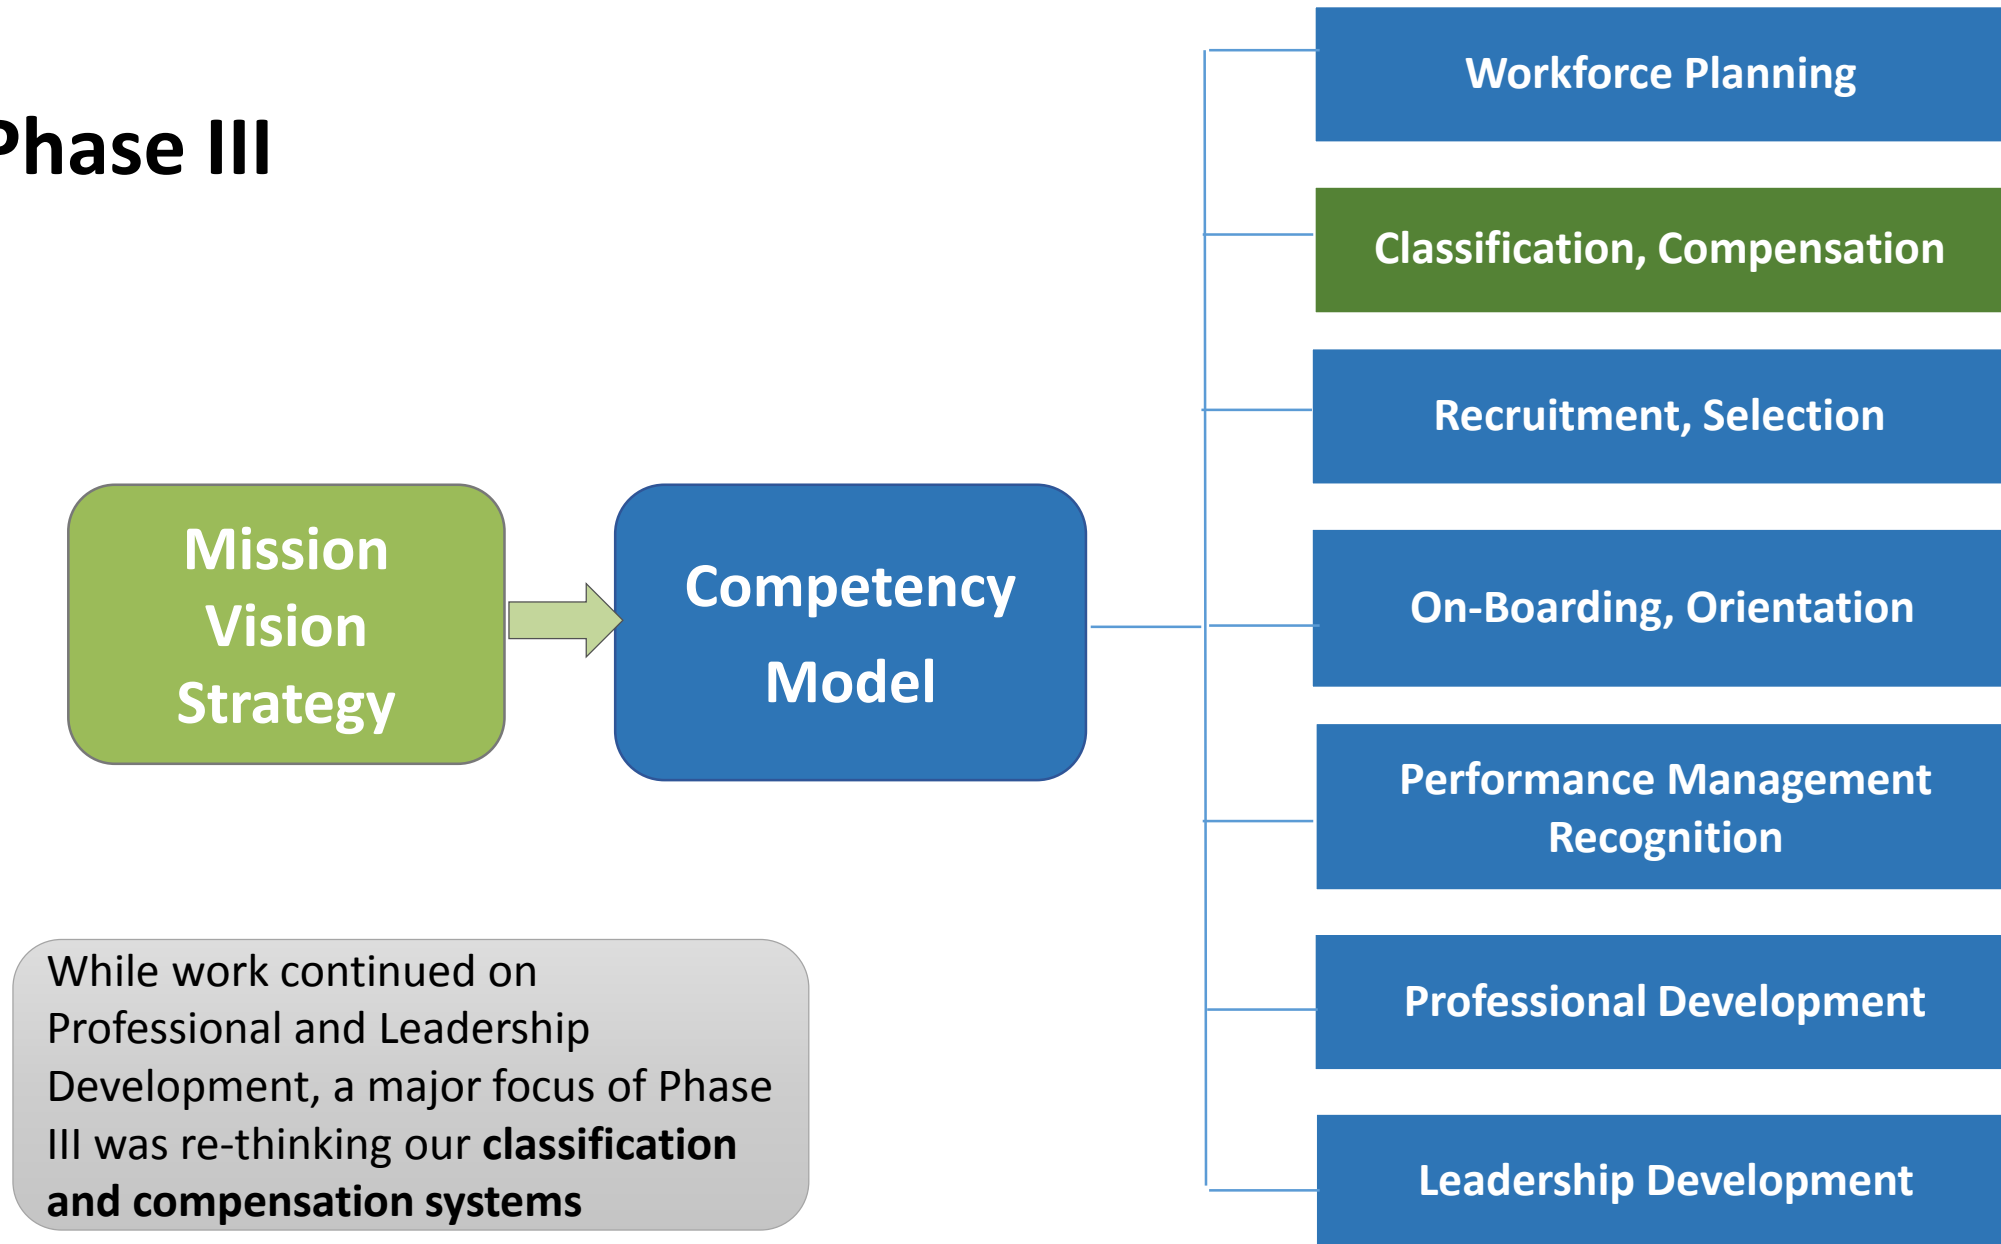 Phase III
Workforce Planning
Classification, Compensation
Recruitment, Selection
Mission
Vision
Strategy
Competency
Model
On-Boarding, Orientation
Performance Management
Recognition
Professional Development
Leadership Development
While work continued on
Professional and Leadership
Development, a major focus of Phase
III was re-thinking our classification
and compensation systems